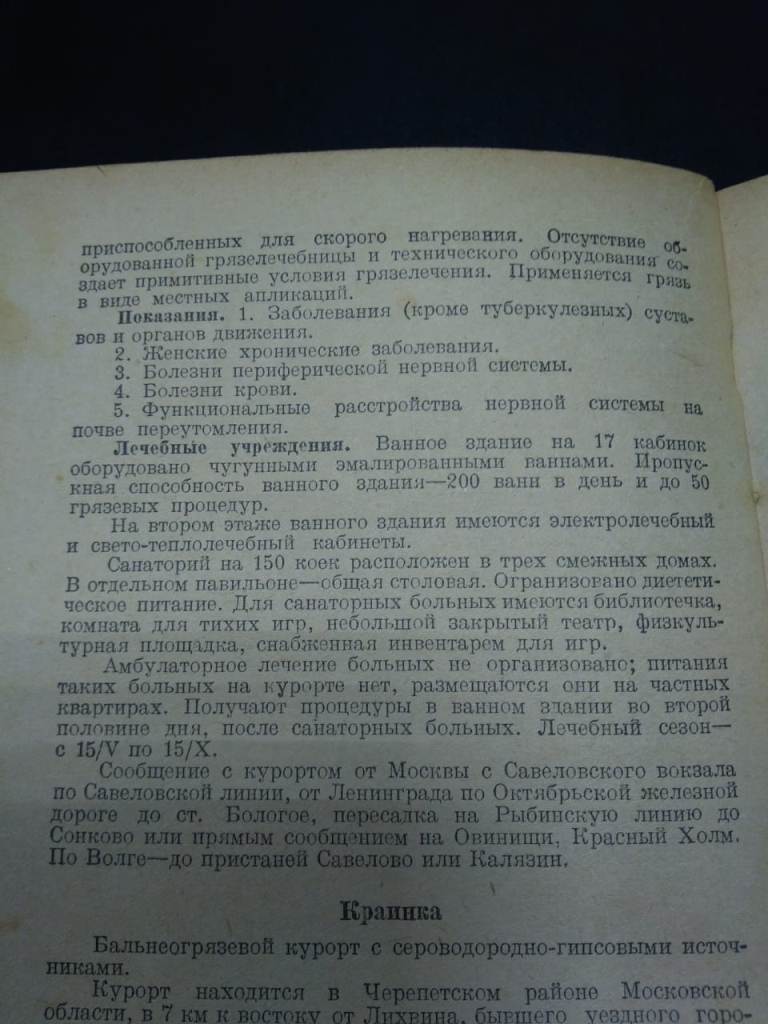 приспособленных для скорого нагревания. Отсутствие об-
орудованной грязелечебницы и технического оборудования со-
здает примитивные условия грязелечения. Применяется грязь
в виде местных апликаций.
Показания. 1. Заболевания (кроме туберкулезных) суста-
вов и органов движения.
2. Женские хронические заболевания.
3. Болезни периферической нервной системы.
4. Болезни крови.
5. Функциональные расстройства нервной системы на
почве переутомления.
Лечебные учреждения. Ванное здание на 17 кабинок
оборудовано чугунными эмалированными ваннами. Пропуск-
кная способность ванного здания—200 ванн в день и до 50
грязевых процедур.
На втором этаже ванного здания имеются электролечебный
и свето-теплолечебный кабинеты.
Санаторий на 150 коек расположен в трех смежных домах.
В отдельном павильоне—общая столовая. Огранизовано диетети-
ческое питание. Для санаторных больных имеются библиотечка,
комната для тихих игр, небольшой закрытый театр, физкуль-
турная площадка, снабженная инвентарем для игр.
Амбулаторное лечение больных не организовано; питания
таких больных на курорте нет, размещаются они на частных
квартирах. Получают процедуры в ванном здании во второй
половине дня, после санаторных больных. Лечебный сезон—
с 15/V по 15/X.
Сообщение с курортом от Москвы с Савеловского вокзала
по Савеловской линии, от Ленинграда по Октябрьской железной
дороге до ст. Бологое, пересалка на Рыбинскую линию до
Сонково или прямым сообщением на Овинищи, Красный Холм.
По Волге—до пристаней Савелово или Калязин.
Краинка
Бальнеогрязевой курорт с сероводородно-гипсовыми источ-
никами.
Курорт находится в Черепетском районе Московской
области, в 7 км к востоку от Лихвина, бывшего уездного горо-